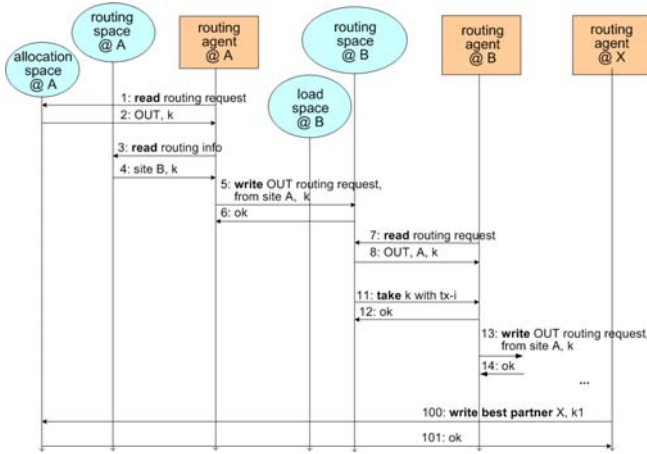 routing
space
@ A
routing
agent
@ A
routing
space
@ B
routing
agent
@ B
routing
agent
@ X
allocation
space
@ A
load
space
@ B
1: read routing request
2: OUT, k
3: read routing info
4: site B, k
5: write OUT routing request,
from site A, k
6: ok
7: read routing request
8: OUT, A, k
11: take k with tx-i
12: ok
13: write OUT routing request,
from site A, k
14: ok
...
100: write best partner X, k1
101: ok